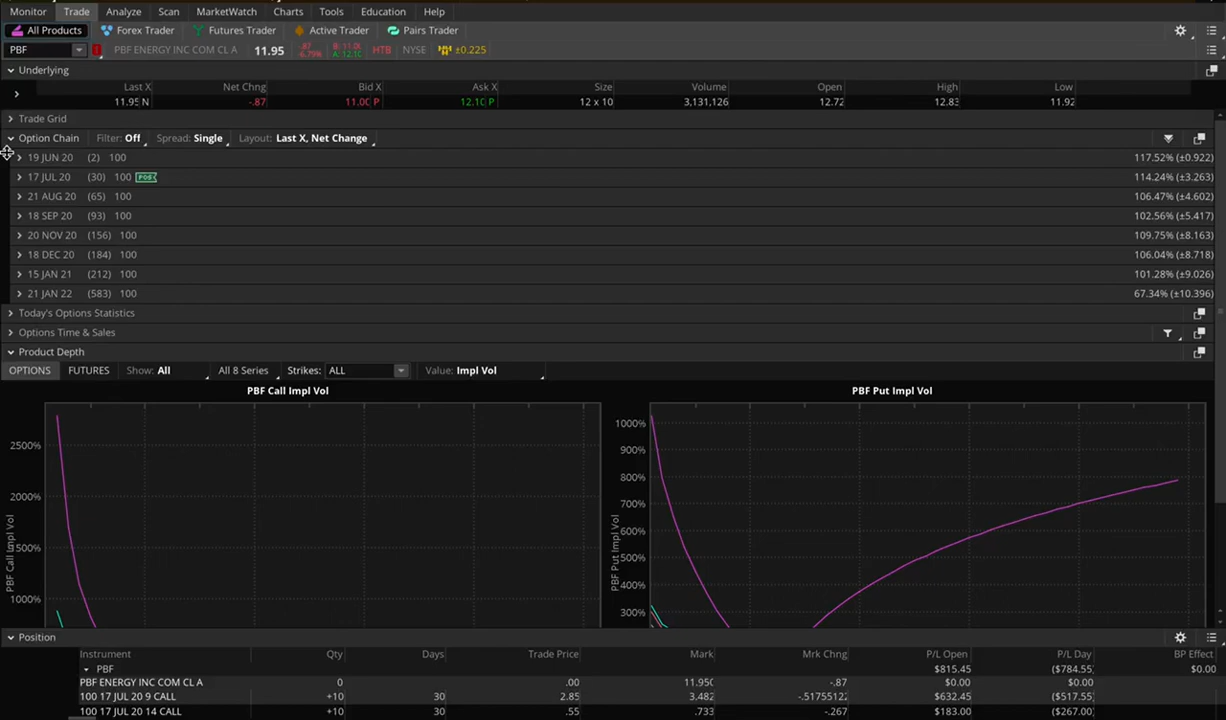 Monitor Trade Analyze Scan MarketWatch Charts Tools Education Help
All Products Forex Trader Futures Trader Active Trader Pairs Trader
PBF PBF ENERGY INC COM CL A 11.95 -.87 -6.79% B: 11.00 A: 12.10 HTB NYSE ±0.225
Underlying
Last X Net Chng Bid X Ask X Size Volume Open High Low
11.95 N -.87 11.00 P 12.10 P 12 x 10 3,131,126 12.72 12.83 11.92
Trade Grid
Option Chain Filter: Off Spread: Single Layout: Last X, Net Change
19 JUN 20 (2) 100 117.52% (±0.922)
17 JUL 20 (30) 100 POS 114.24% (±3.263)
21 AUG 20 (65) 100 106.47% (±4.602)
18 SEP 20 (93) 100 102.56% (±5.417)
20 NOV 20 (156) 100 109.75% (±8.163)
18 DEC 20 (184) 100 106.04% (±8.718)
15 JAN 21 (212) 100 101.28% (±9.026)
21 JAN 22 (583) 100 67.34% (±10.396)
Today's Options Statistics
Options Time & Sales
Product Depth
OPTIONS FUTURES Show: All All 8 Series Strikes: ALL Value: Impl Vol
PBF Call Impl Vol PBF Put Impl Vol
PBF Call Impl Vol
2500%
2000%
1500%
1000%
PBF Put Impl Vol
1000%
900%
800%
700%
600%
500%
400%
300%
Position
Instrument Qty Days Trade Price Mark Mrk Chng P/L Open P/L Day BP Effect
PBF $815.45 ($784.55) $0.00
PBF ENERGY INC COM CL A 0 .00 11.950 -.87 $0.00 $0.00
100 17 JUL 20 9 CALL +10 30 2.85 3.482 -.51755122 $632.45 ($517.55)
100 17 JUL 20 14 CALL +10 30 .55 .733 -.267 $183.00 ($267.00)